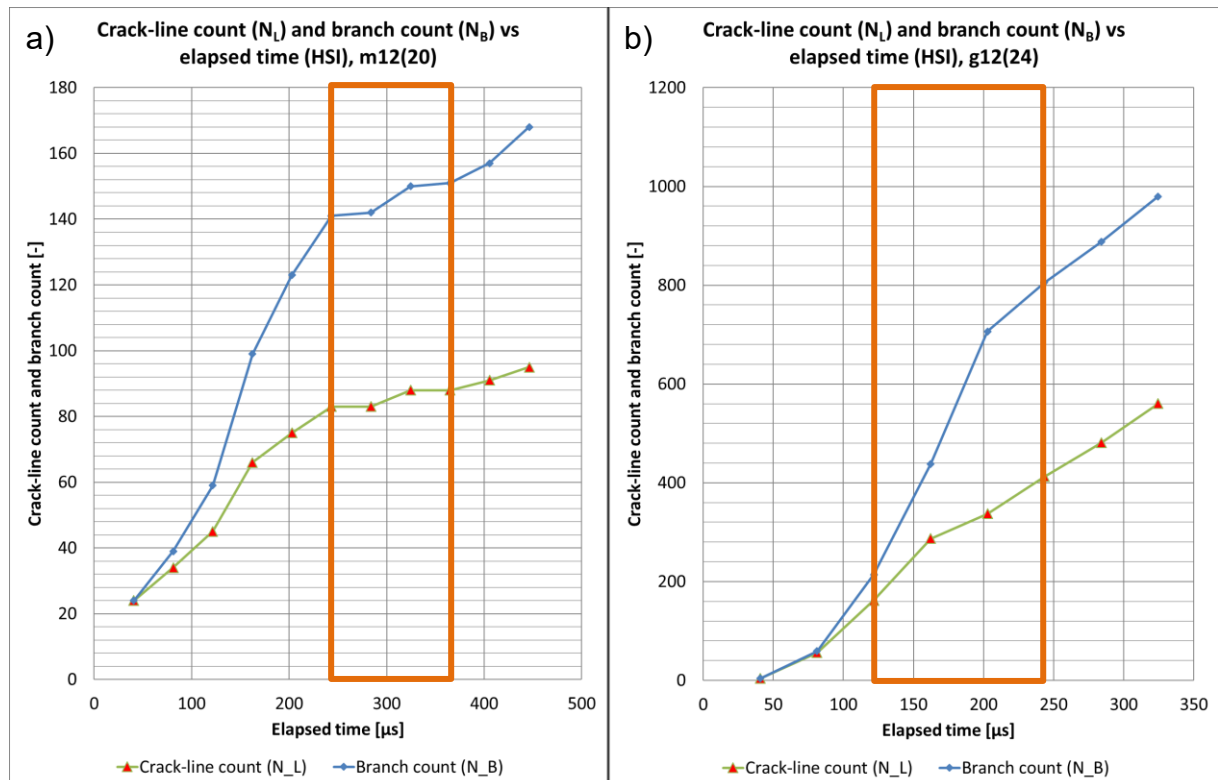 a)
Crack-line count (N_L) and branch count (N_B) vs
elapsed time (HSI), m12(20)
Crack-line count and branch count [-]
180
160
140
120
100
80
60
40
20
0
0 100 200 300 400 500
Elapsed time [µs]
Crack-line count (N_L) Branch count (N_B)
b)
Crack-line count (N_L) and branch count (N_B) vs
elapsed time (HSI), g12(24)
Crack-line count and branch count [-]
1200
1000
800
600
400
200
0
0 50 100 150 200 250 300 350
Elapsed time [µs]
Crack-line count (N_L) Branch count (N_B)